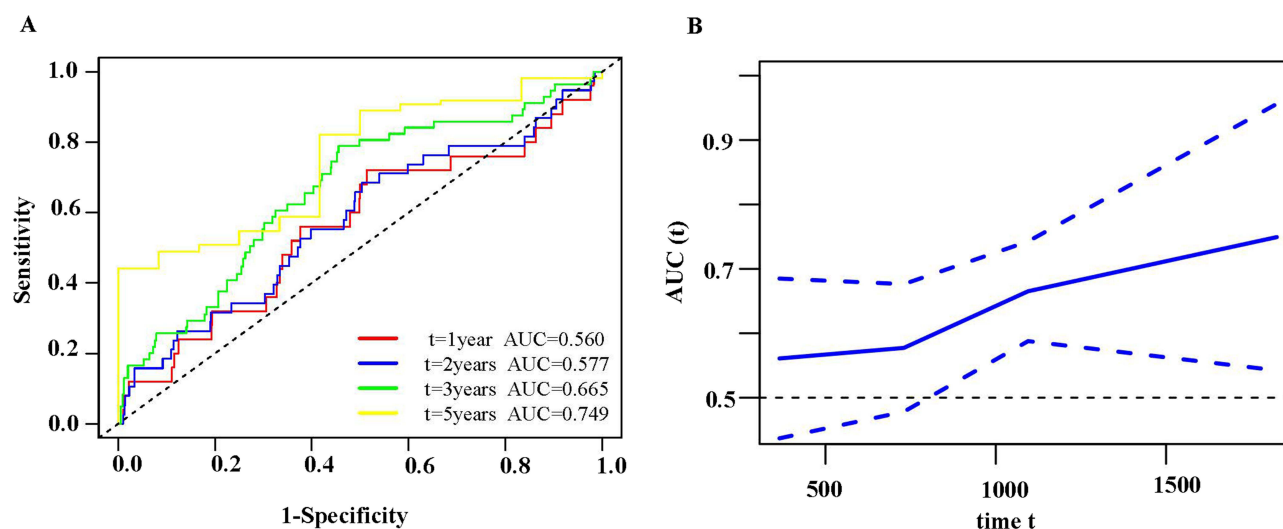 A
Sensitivity
1.0
0.8
0.6
0.4
0.2
0.0
t=1year AUC=0.560
t=2years AUC=0.577
t=3years AUC=0.665
t=5years AUC=0.749
0.0 0.2 0.4 0.6 0.8 1.0
1-Specificity
B
AUC (t)
0.9
0.7
0.5
500 1000 1500
time t